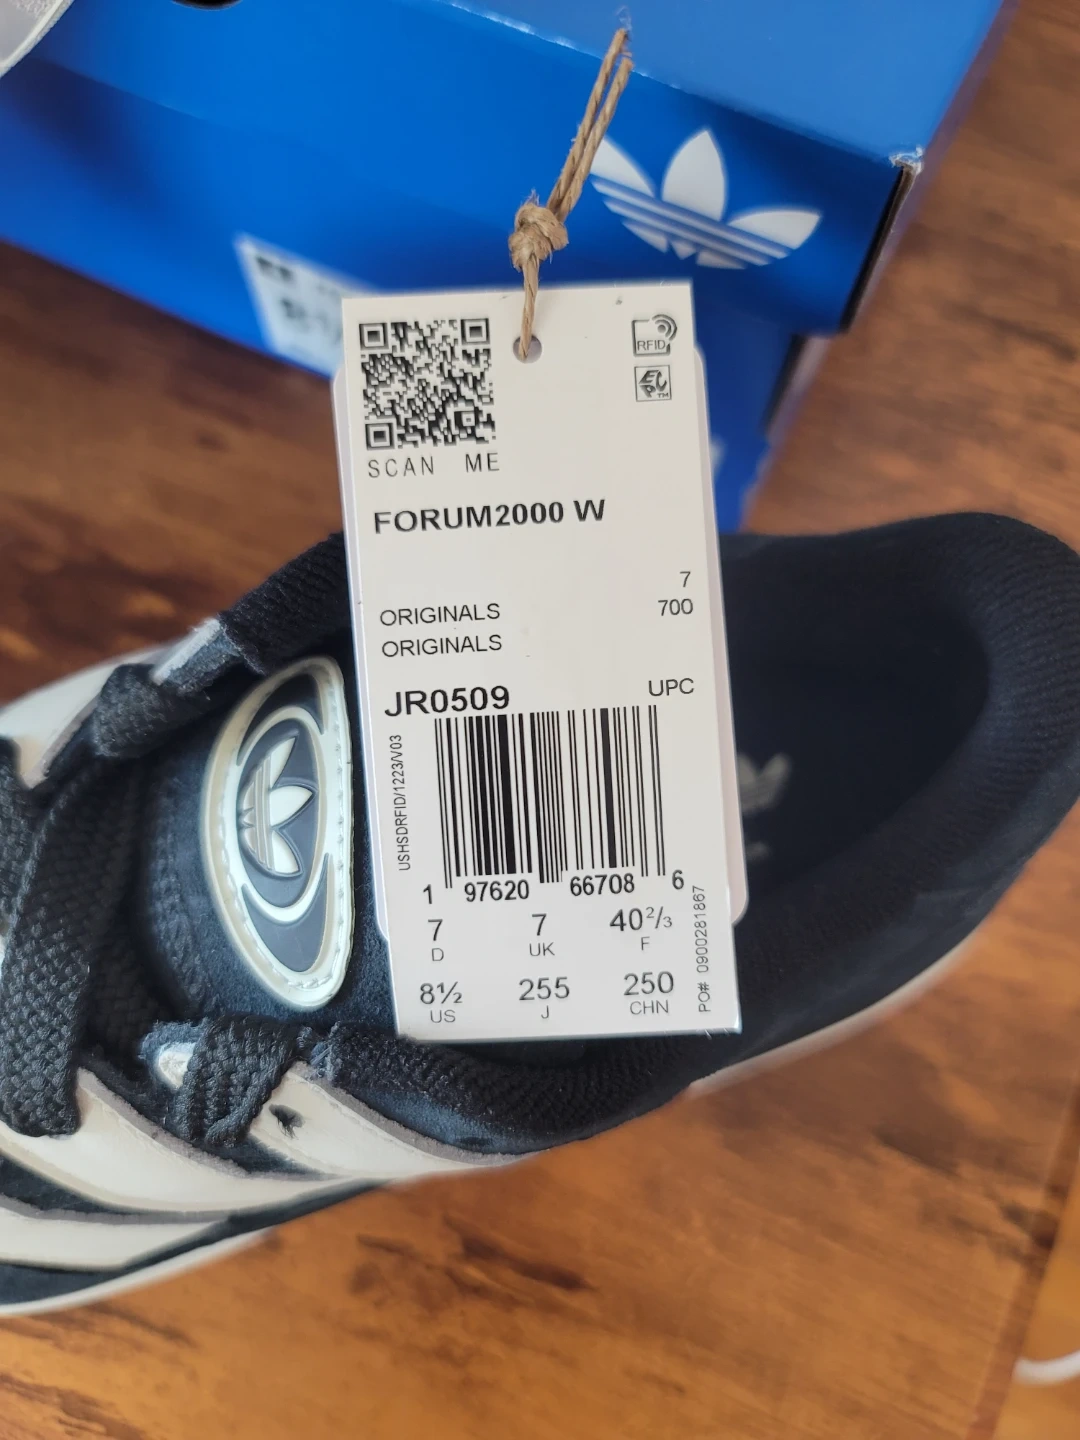 RFID
EPC™
SCAN ME
FORUM2000 W
7
ORIGINALS 700
ORIGINALS
JR0509 UPC
USHSDRFID/1223/V03
1 97620 66708 6
7 7 40⅔
D UK F
8½ 255 250
US J CHN
PO# 0900281867